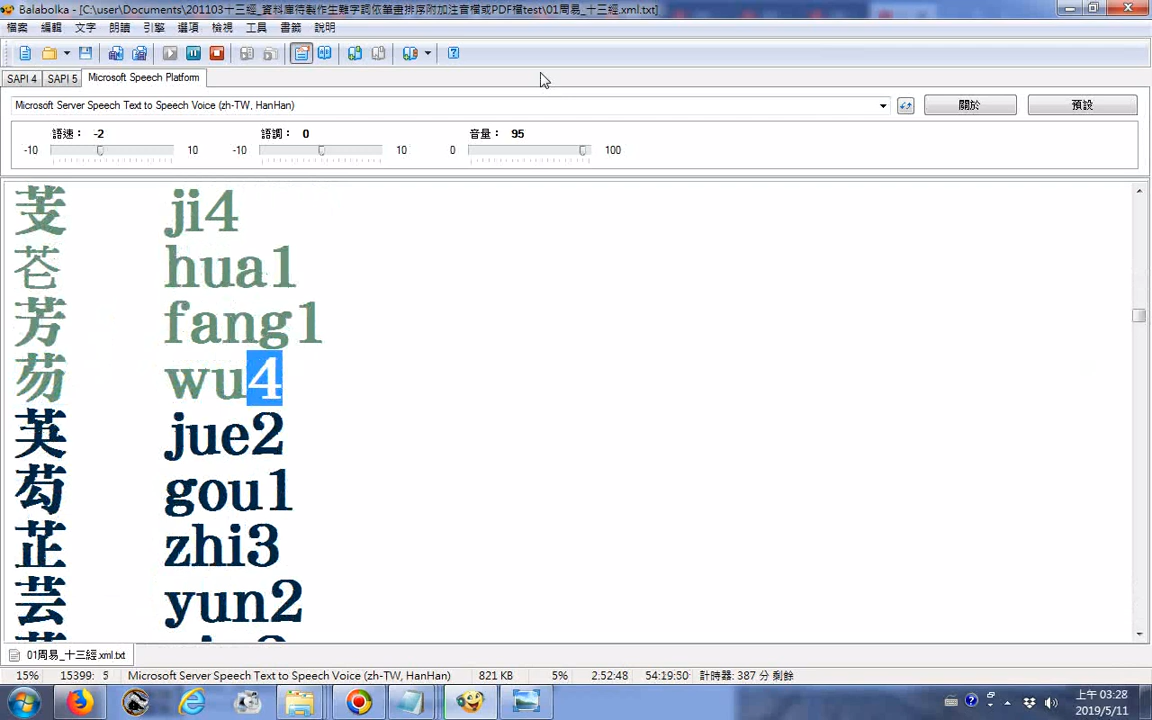 Balabolka - [C:\user\Documents\201103十三經_資料庫待製作生難字詞依筆畫排序附加注音檔或PDF檔test\01周易_十三經.xml.txt]
檔案 編輯 文字 朗讀 引擎 選項 檢視 工具 書籤 說明
SAPI 4 SAPI 5 Microsoft Speech Platform
Microsoft Server Speech Text to Speech Voice (zh-TW, HanHan) 關於 預設
語速： -2 語調： 0 音量： 95
-10 10 -10 10 0 100
芰 ji4
芲 hua1
芳 fang1
芴 wu4
jue2
芶 gou1
芷 zhi3
芸 yun2
01周易_十三經.xml.txt
15% 15399: 5 Microsoft Server Speech Text to Speech Voice (zh-TW, HanHan) 821 KB 5% 2:52:48 54:19:50 計時器: 387 分 剩餘
上午 03:28
2019/5/11